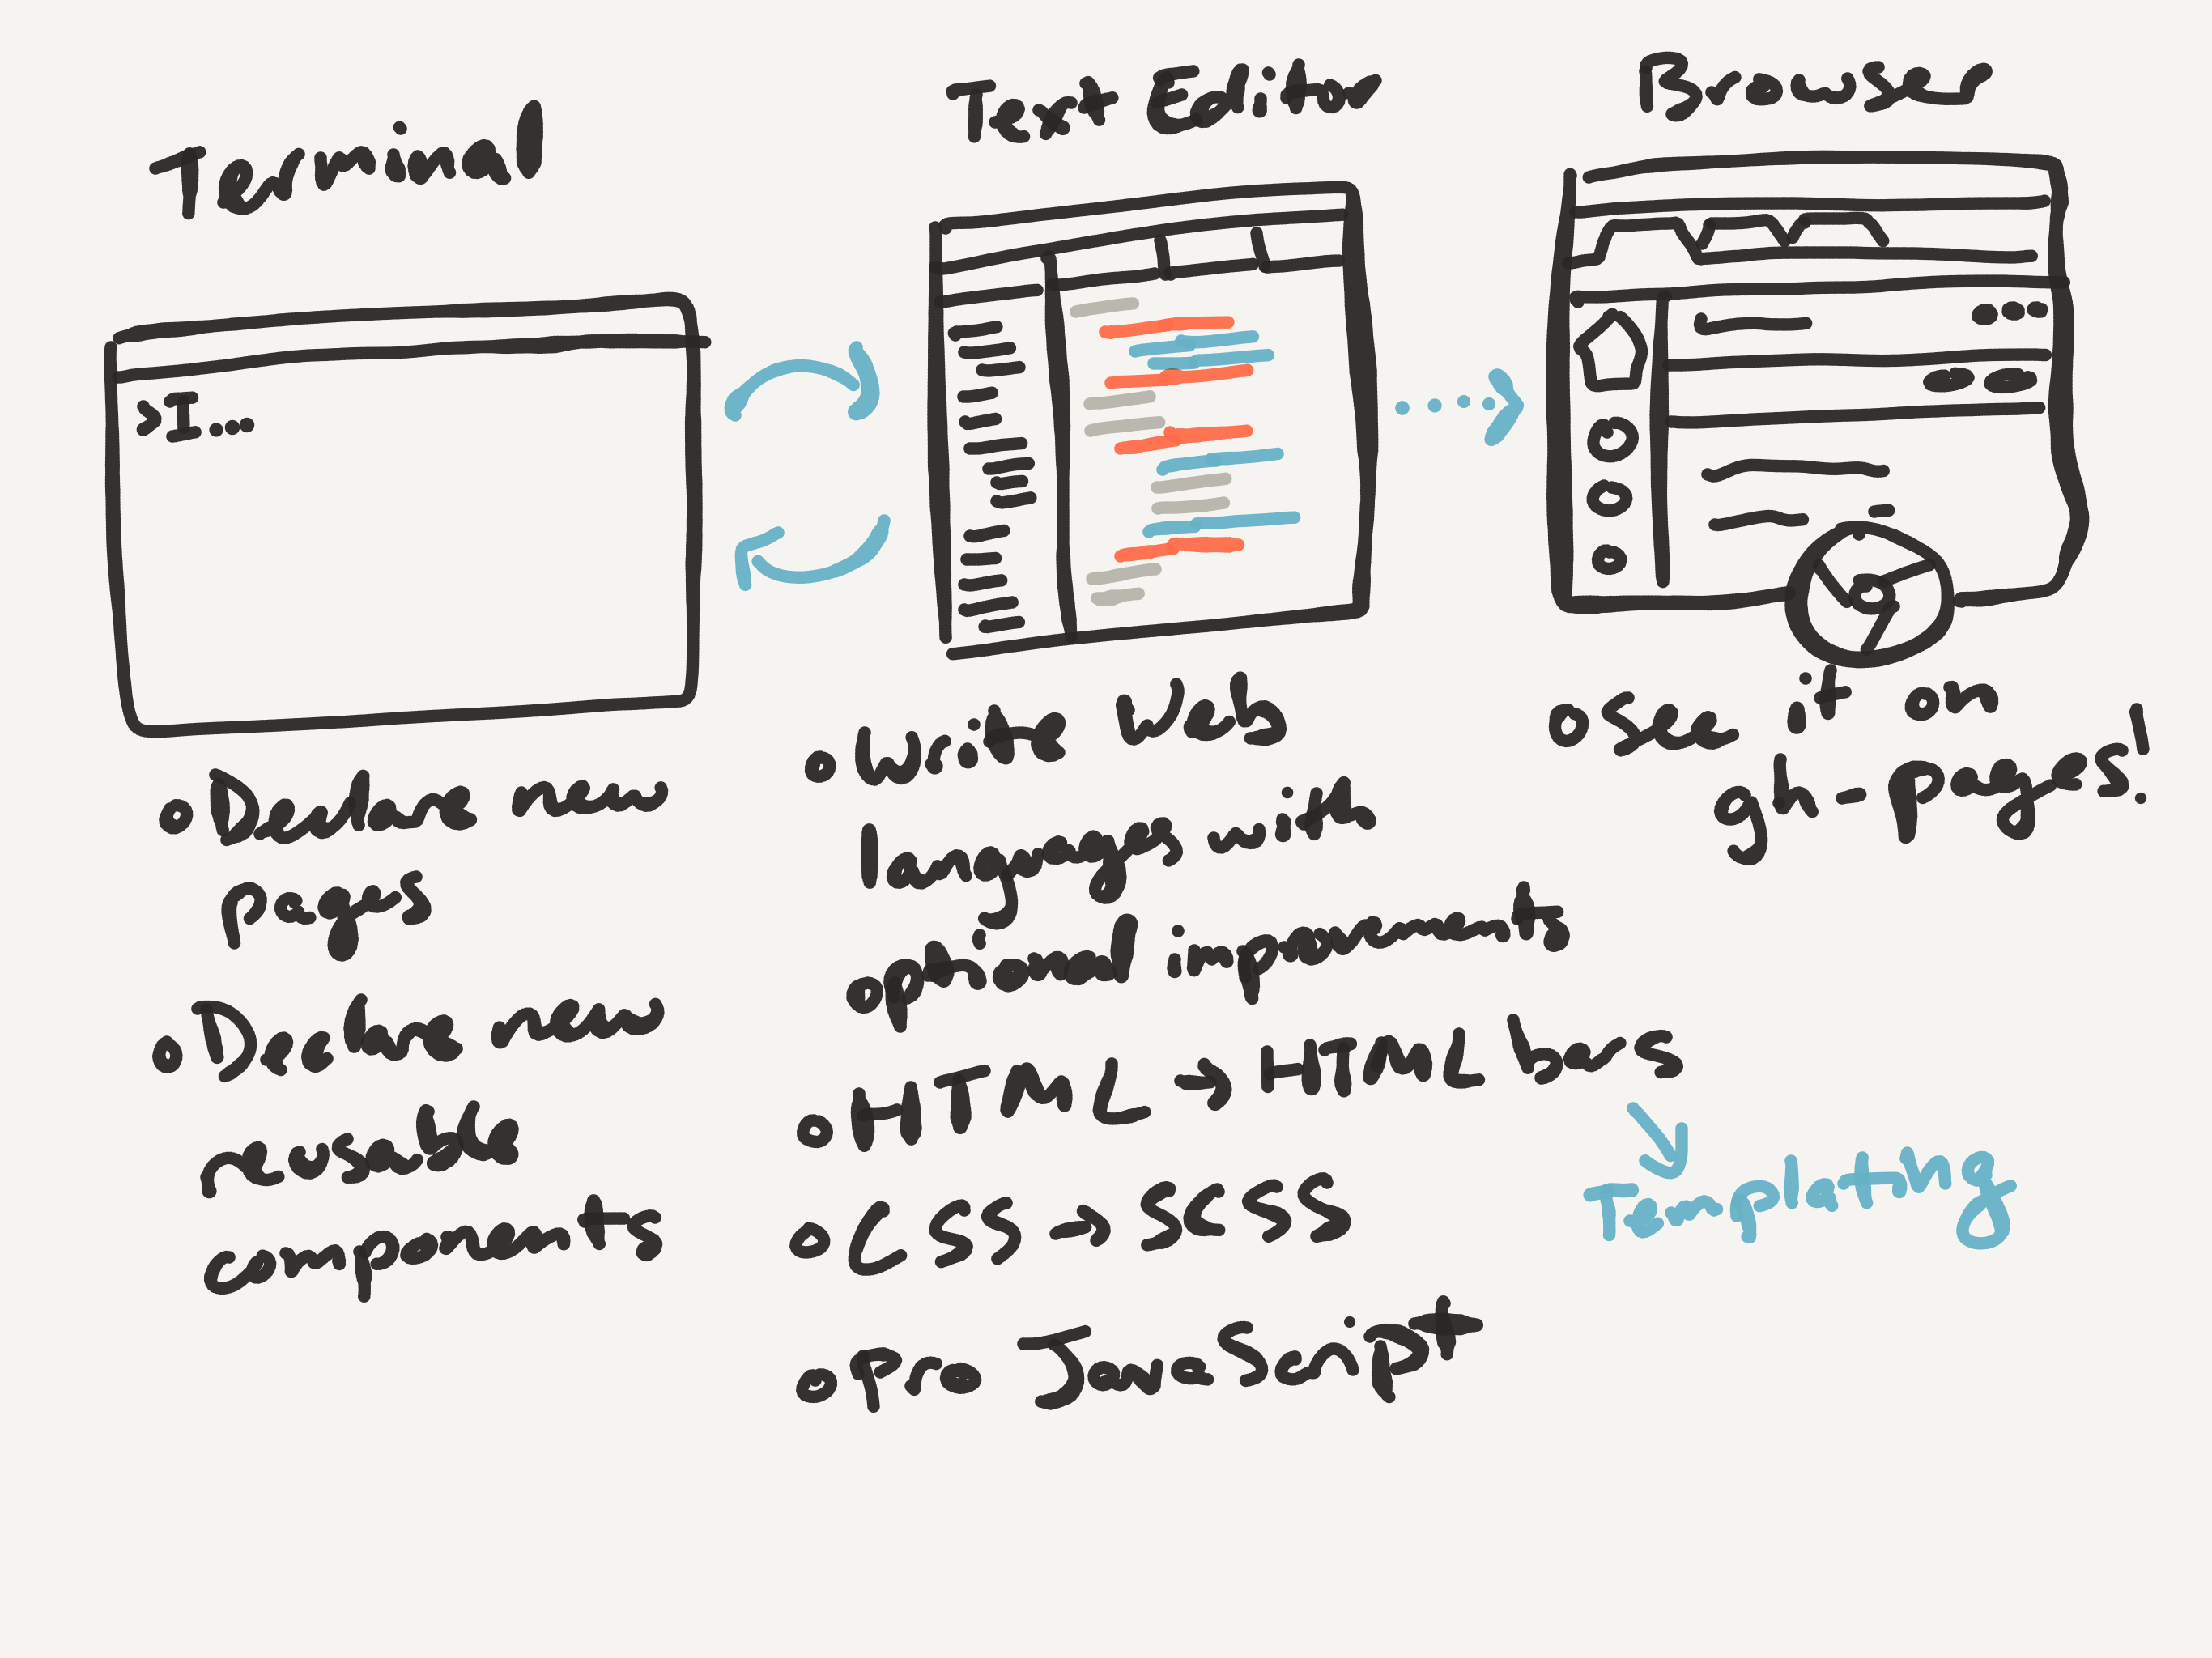 Terminal
Text Editor
Browser
>I...
Declare new
pages
Declare new
reusable
components
Write Web
languages with
optional improvements
HTML → HTML bars
Templating
CSS → SCSS
Pro JavaScript
See it on
gh-pages!